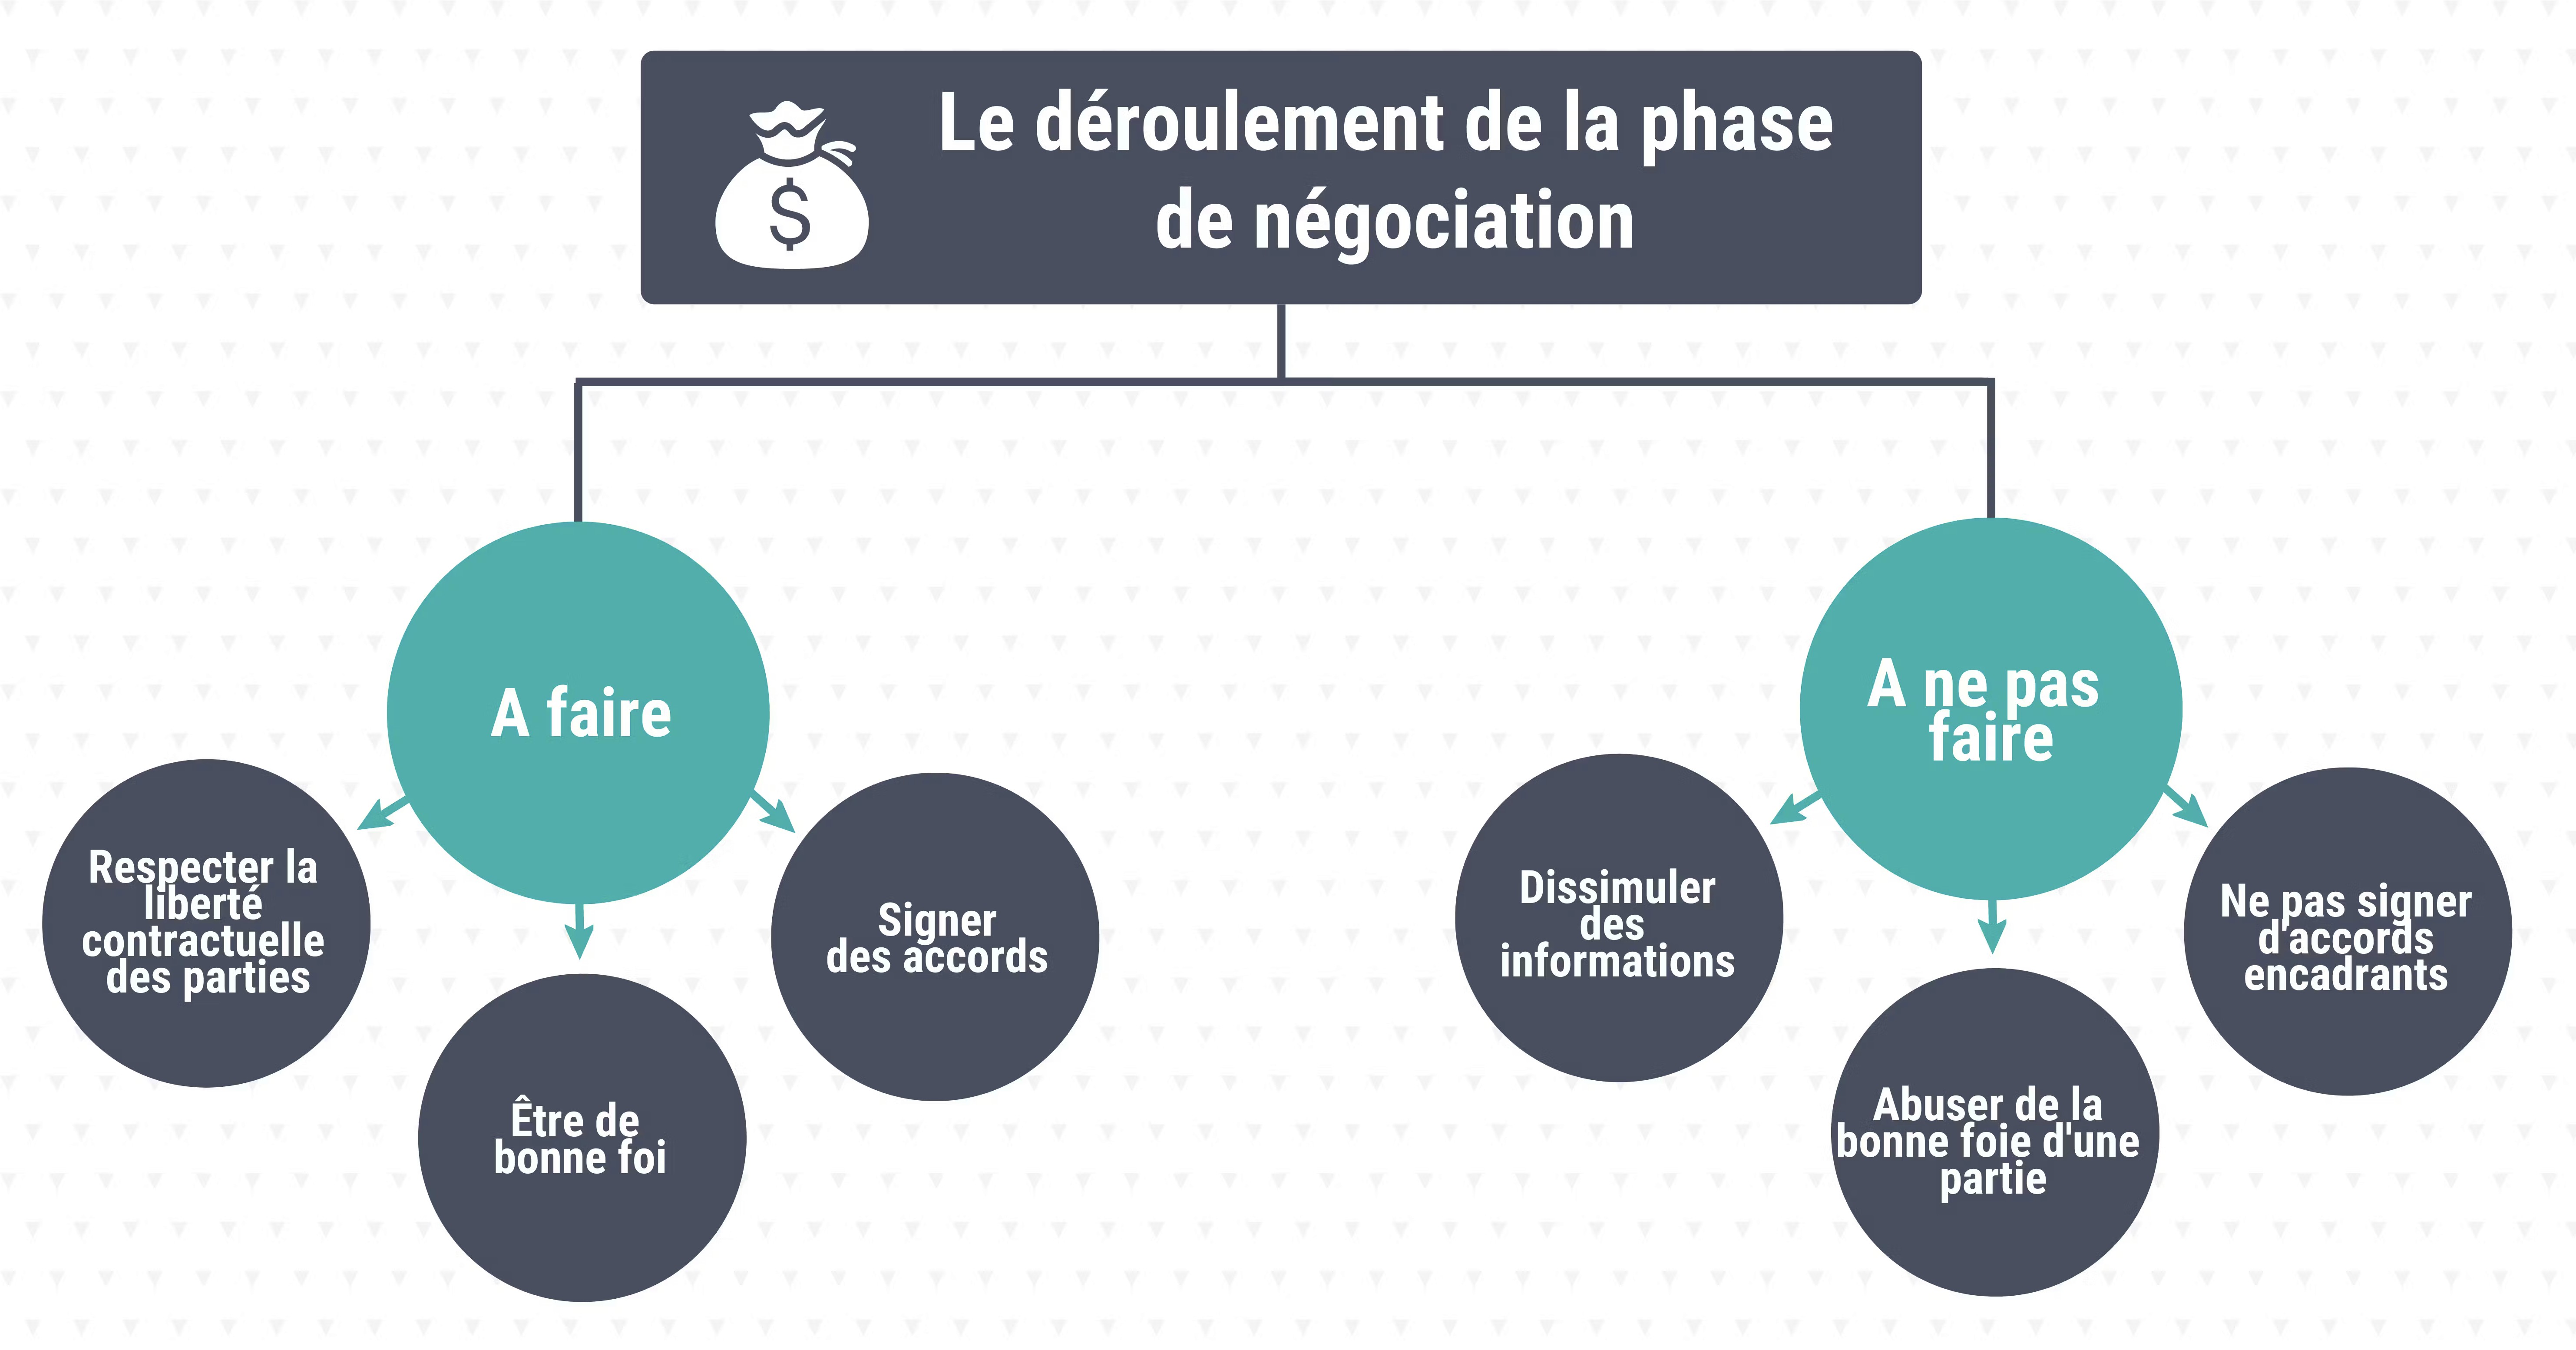 $
Le déroulement de la phase
de négociation
A faire
Respecter la
liberté
contractuelle
des parties
Être de
bonne foi
Signer
des accords
A ne pas
faire
Dissimuler
des
informations
Abuser de la
bonne foie d'une
partie
Ne pas signer
d'accords
encadrants